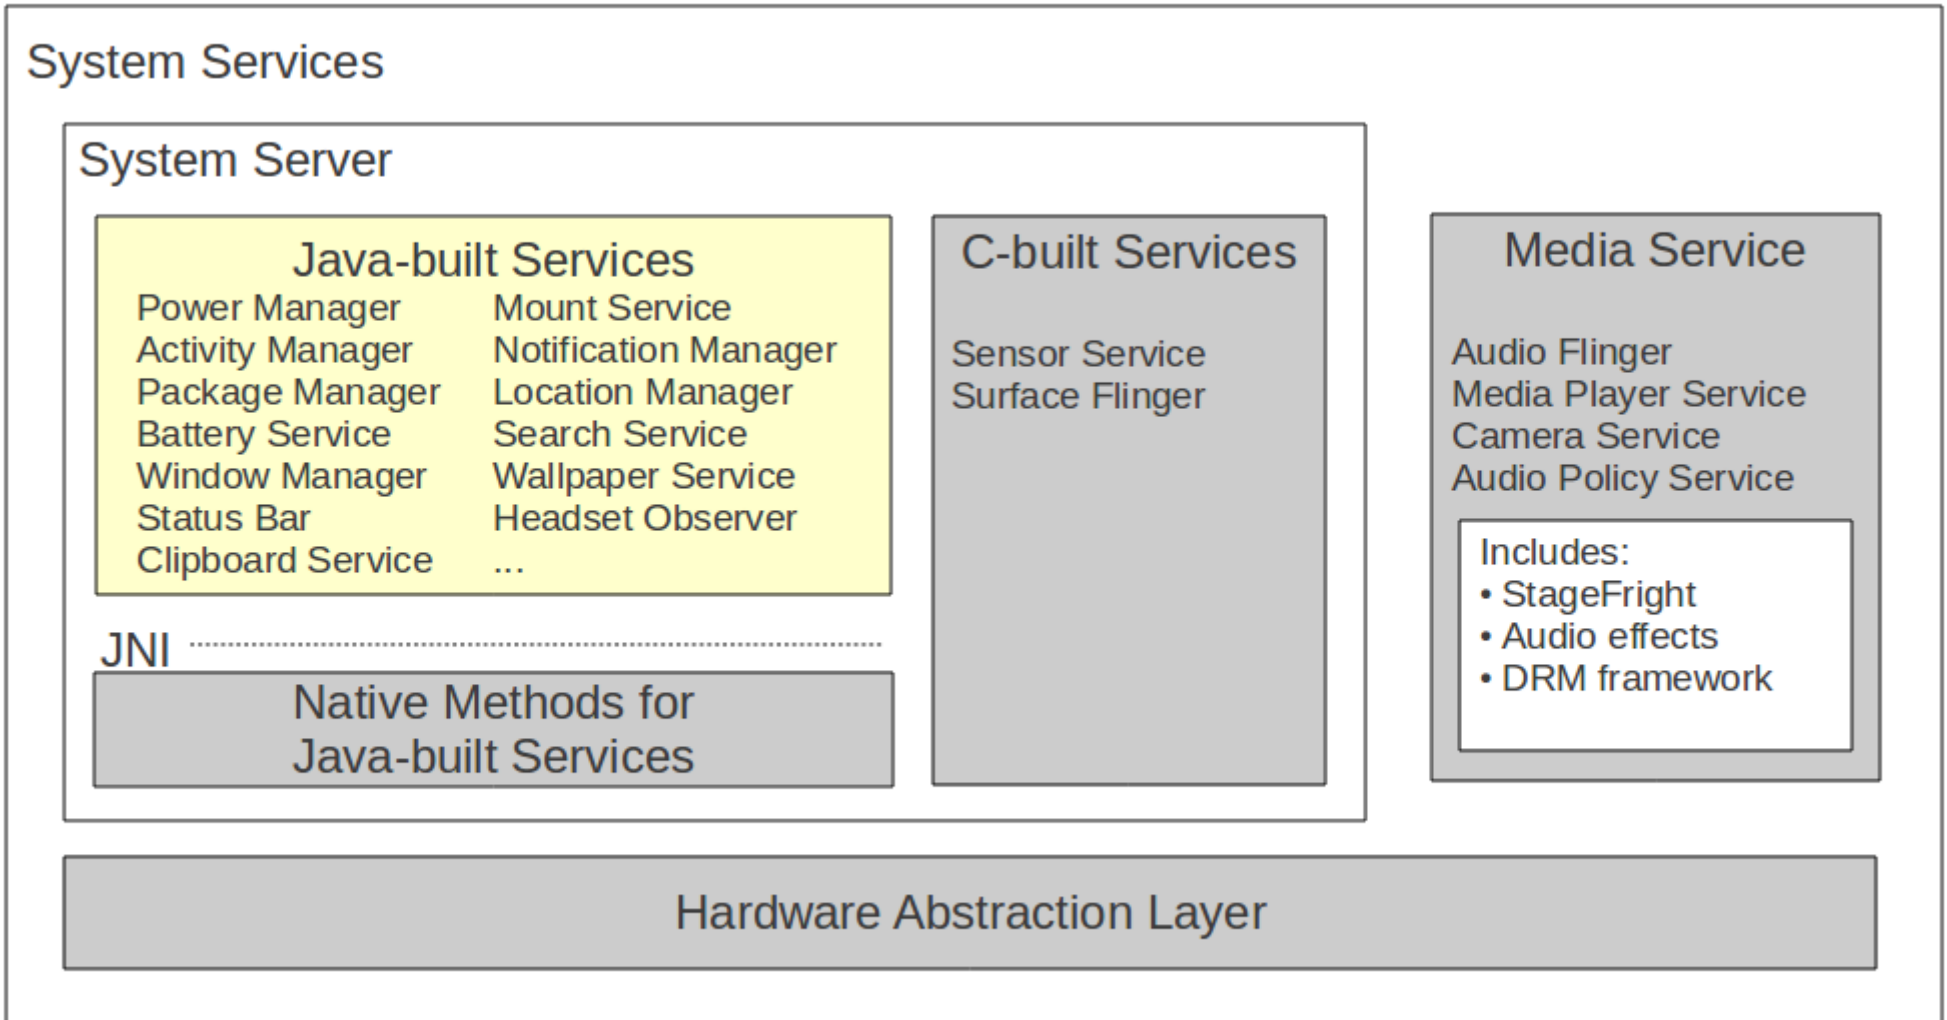 System Services
System Server
Java-built Services
Power Manager
Activity Manager
Package Manager
Battery Service
Window Manager
Status Bar
Clipboard Service
Mount Service
Notification Manager
Location Manager
Search Service
Wallpaper Service
Headset Observer
...
JNI
Native Methods for
Java-built Services
C-built Services
Sensor Service
Surface Flinger
Media Service
Audio Flinger
Media Player Service
Camera Service
Audio Policy Service
Includes:
• StageFright
• Audio effects
• DRM framework
Hardware Abstraction Layer